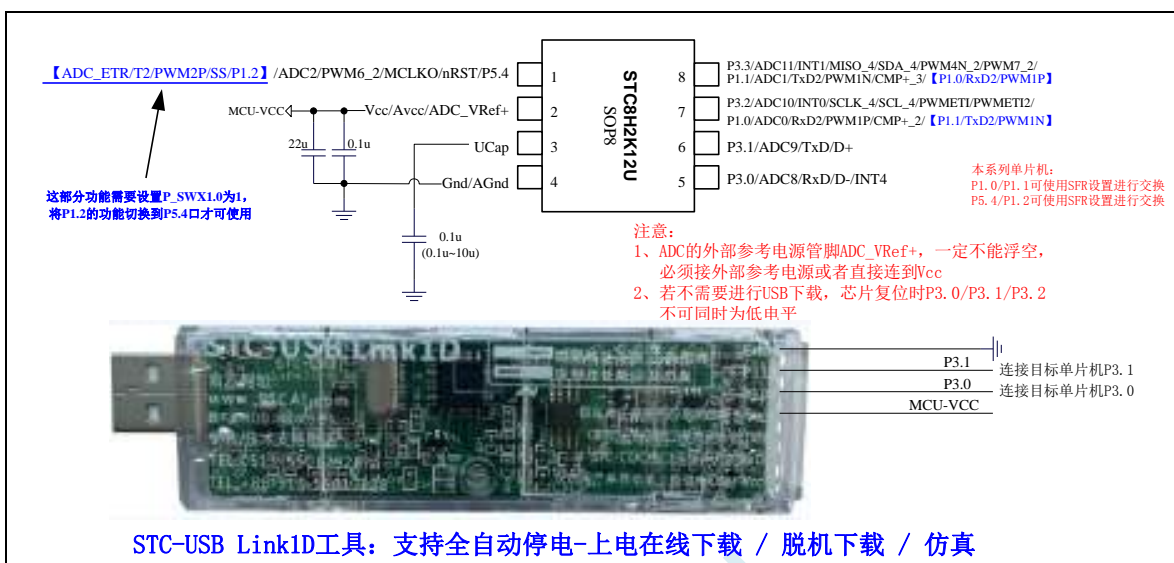 【ADC_ETR/T2/PWM2P/SS/P1.2】/ADC2/PWM6_2/MCLKO/nRST/P5.4
MCU-VCC
Vcc/Avcc/ADC_VRef+
22u
0.1u
UCap
Gnd/AGnd
0.1u
(0.1u~10u)
这部分功能需要设置P_SWX1.0为1,
将P1.2的功能切换到P5.4口才可使用
1
2
3
4
STC8H2K12U
SOP8
8
7
6
5
P3.3/ADC11/INT1/MISO_4/SDA_4/PWM4N_2/PWM7_2/
P1.1/ADC1/TxD2/PWM1N/CMP+_3/【P1.0/RxD2/PWM1P】
P3.2/ADC10/INT0/SCLK_4/SCL_4/PWMETI/PWMETI2/
P1.0/ADC0/RxD2/PWM1P/CMP+_2/【P1.1/TxD2/PWM1N】
P3.1/ADC9/TxD/D+
P3.0/ADC8/RxD/D-/INT4
本系列单片机：
P1.0/P1.1可使用SFR设置进行交换
P5.4/P1.2可使用SFR设置进行交换
注意：
1、ADC的外部参考电源管脚ADC_VRef+，一定不能浮空，
必须接外部参考电源或者直接连到Vcc
2、若不需要进行USB下载，芯片复位时P3.0/P3.1/P3.2
不可同时为低电平
STC-USB Link1D
P3.1
连接目标单片机P3.1
P3.0
连接目标单片机P3.0
MCU-VCC
STC-USB Link1D工具：支持全自动停电-上电在线下载 / 脱机下载 / 仿真